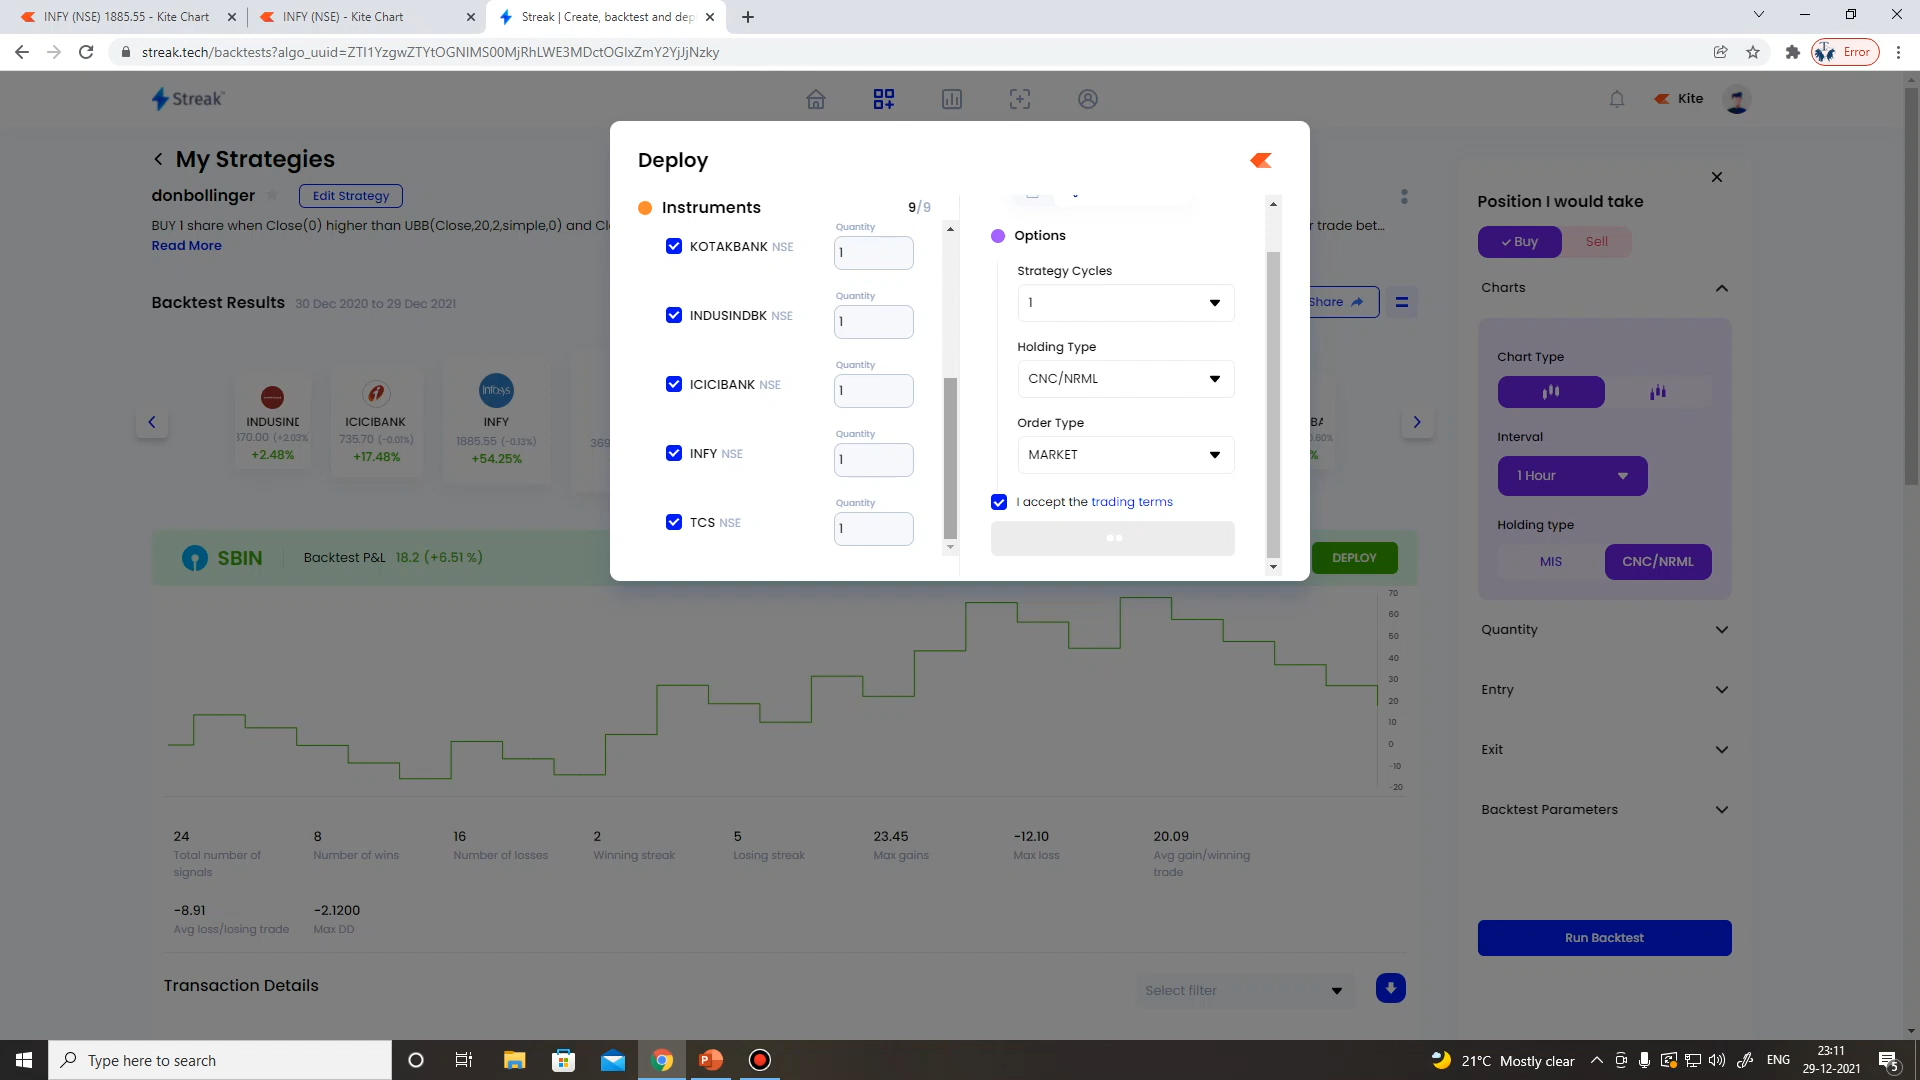 INFY (NSE) 1885.55 - Kite Chart
INFY (NSE) - Kite Chart
Streak | Create, backtest and dep
streak.tech/backtests?algo_uuid=ZTI1YzgwZTYtOGNlMS00MjRhLWE3MDctOGIxZmY2YjJjNzky
Error
Streak
Kite
My Strategies
donbollinger
Edit Strategy
BUY 1 share when Close(0) higher than UBB(Close,20,2,simple,0) and Cl
r trade bet...
Read More
Backtest Results 30 Dec 2020 to 29 Dec 2021
Share
INDUSIND
370.00 (+2.03%
+2.48%
ICICIBANK
735.70 (-0.01%)
+17.48%
Infosys
INFY
1885.55 (-0.13%)
+54.25%
369
Deploy
Instruments
9/9
KOTAKBANK NSE
Quantity
1
INDUSINDBK NSE
Quantity
1
ICICIBANK NSE
Quantity
1
INFY NSE
Quantity
1
TCS NSE
Quantity
1
Options
Strategy Cycles
1
Holding Type
CNC/NRML
Order Type
MARKET
I accept the trading terms
SBIN
Backtest P&L 18.2 (+6.51 %)
DEPLOY
70
60
50
40
30
20
10
0
-10
-20
24
Total number of
signals
8
Number of wins
16
Number of losses
2
Winning streak
5
Losing streak
23.45
Max gains
-12.10
Max loss
20.09
Avg gain/winning
trade
-8.91
Avg loss/losing trade
-2.1200
Max DD
Transaction Details
Select filter
Position I would take
Buy
Sell
Charts
Chart Type
Interval
1 Hour
Holding type
MIS
CNC/NRML
Quantity
Entry
Exit
Backtest Parameters
Run Backtest
Type here to search
21°C Mostly clear
ENG
23:11
29-12-2021
5